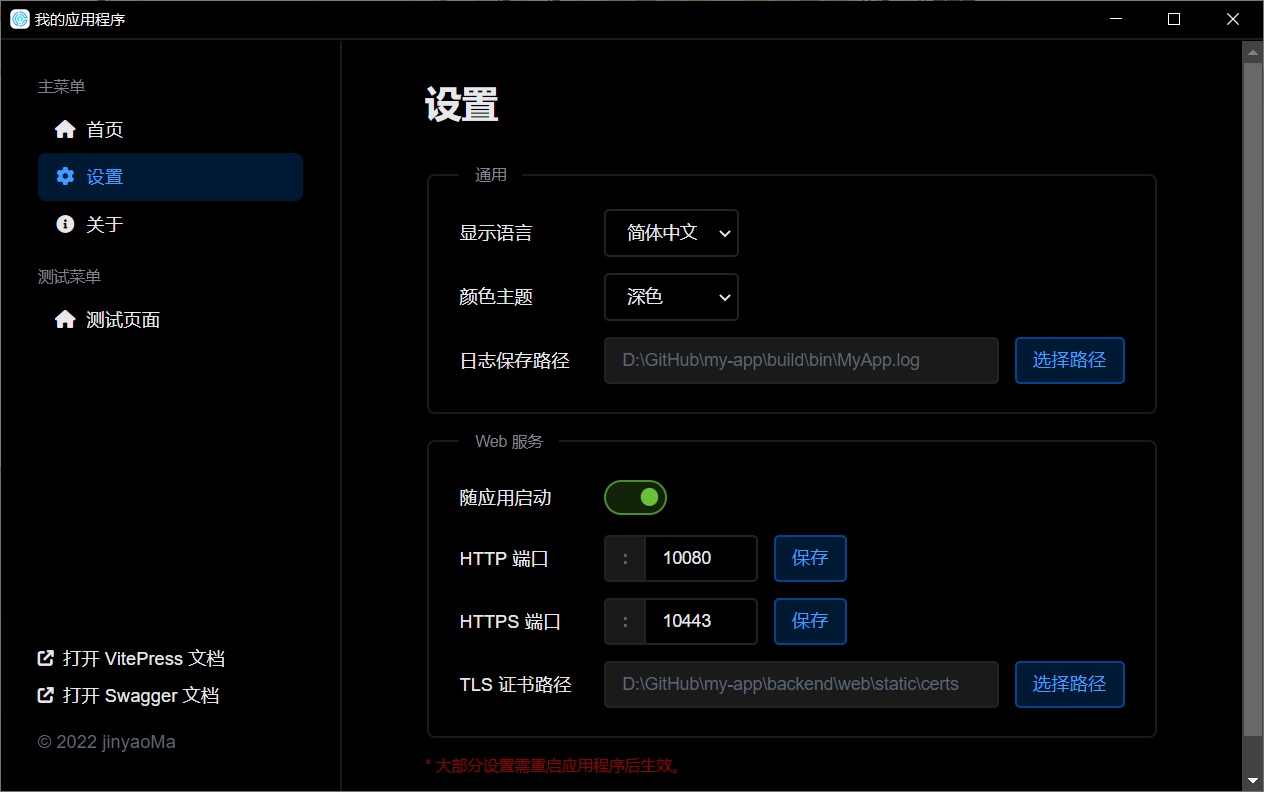 我的应用程序
主菜单
首页
设置
关于
测试菜单
测试页面
打开 VitePress 文档
打开 Swagger 文档
© 2022 jinyaoMa
设置
通用
显示语言 简体中文
颜色主题 深色
日志保存路径 D:\GitHub\my-app\build\bin\MyApp.log 选择路径
Web 服务
随应用启动
HTTP 端口 : 10080 保存
HTTPS 端口 : 10443 保存
TLS 证书路径 D:\GitHub\my-app\backend\web\static\certs 选择路径
* 大部分设置需重启应用程序后生效。